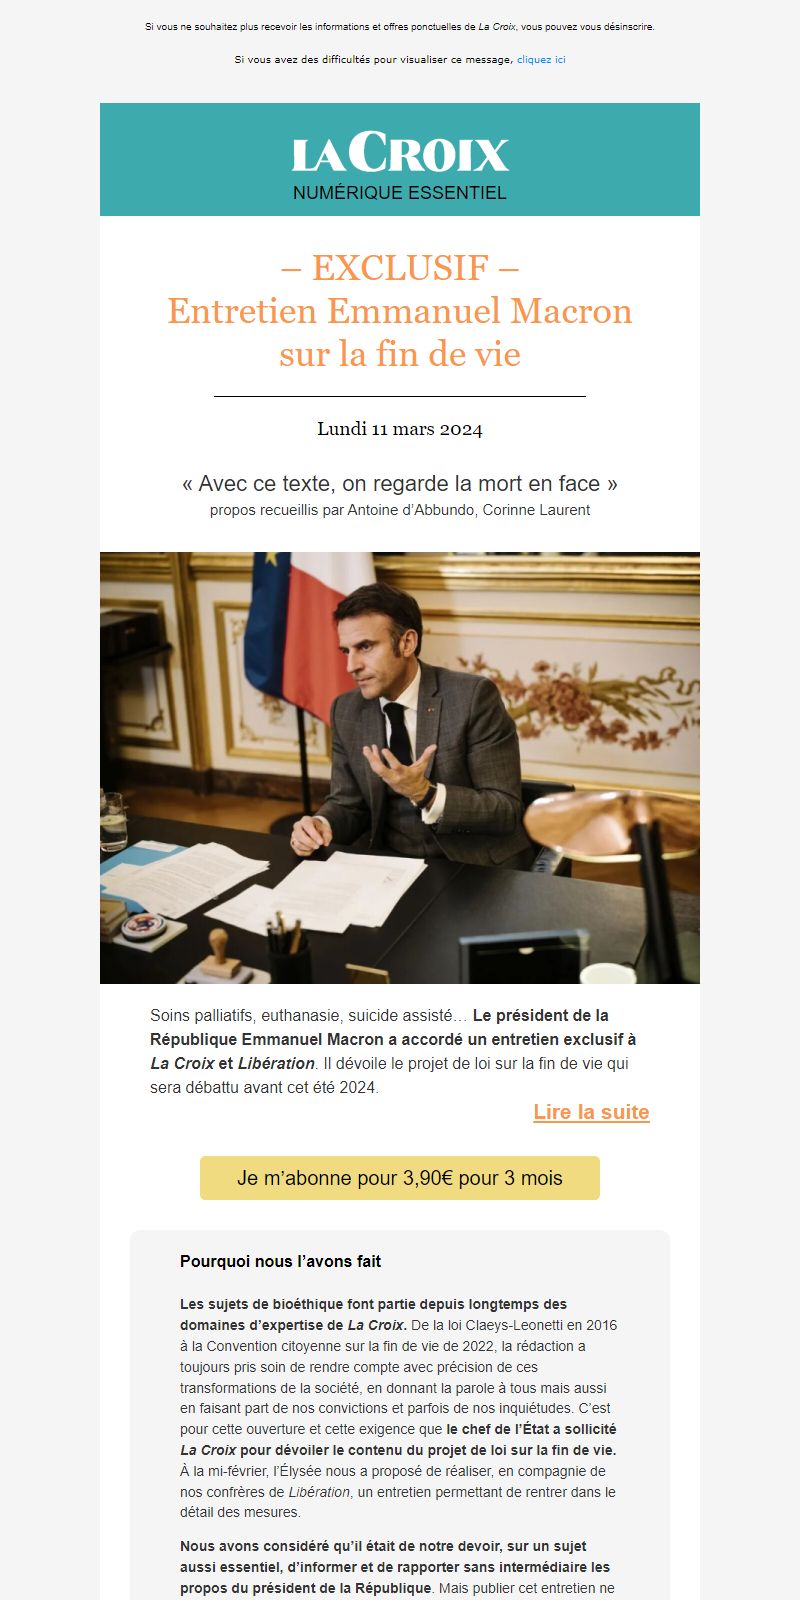 Si vous ne souhaitez plus recevoir les informations et offres ponctuelles de La Croix, vous pouvez vous désinscrire.
Si vous avez des difficultés pour visualiser ce message, cliquez ici
LA CROIX
NUMÉRIQUE ESSENTIEL
– EXCLUSIF –
Entretien Emmanuel Macron
sur la fin de vie
Lundi 11 mars 2024
« Avec ce texte, on regarde la mort en face »
propos recueillis par Antoine d’Abbundo, Corinne Laurent
Soins palliatifs, euthanasie, suicide assisté… Le président de la
République Emmanuel Macron a accordé un entretien exclusif à
La Croix et Libération. Il dévoile le projet de loi sur la fin de vie qui
sera débattu avant cet été 2024.
Lire la suite
Je m’abonne pour 3,90€ pour 3 mois
Pourquoi nous l’avons fait
Les sujets de bioéthique font partie depuis longtemps des
domaines d’expertise de La Croix. De la loi Claeys-Leonetti en 2016
à la Convention citoyenne sur la fin de vie de 2022, la rédaction a
toujours pris soin de rendre compte avec précision de ces
transformations de la société, en donnant la parole à tous mais aussi
en faisant part de nos convictions et parfois de nos inquiétudes. C’est
pour cette ouverture et cette exigence que le chef de l’État a sollicité
La Croix pour dévoiler le contenu du projet de loi sur la fin de vie.
À la mi-février, l’Élysée nous a proposé de réaliser, en compagnie de
nos confrères de Libération, un entretien permettant de rentrer dans le
détail des mesures.
Nous avons considéré qu’il était de notre devoir, sur un sujet
aussi essentiel, d’informer et de rapporter sans intermédiaire les
propos du président de la République. Mais publier cet entretien ne